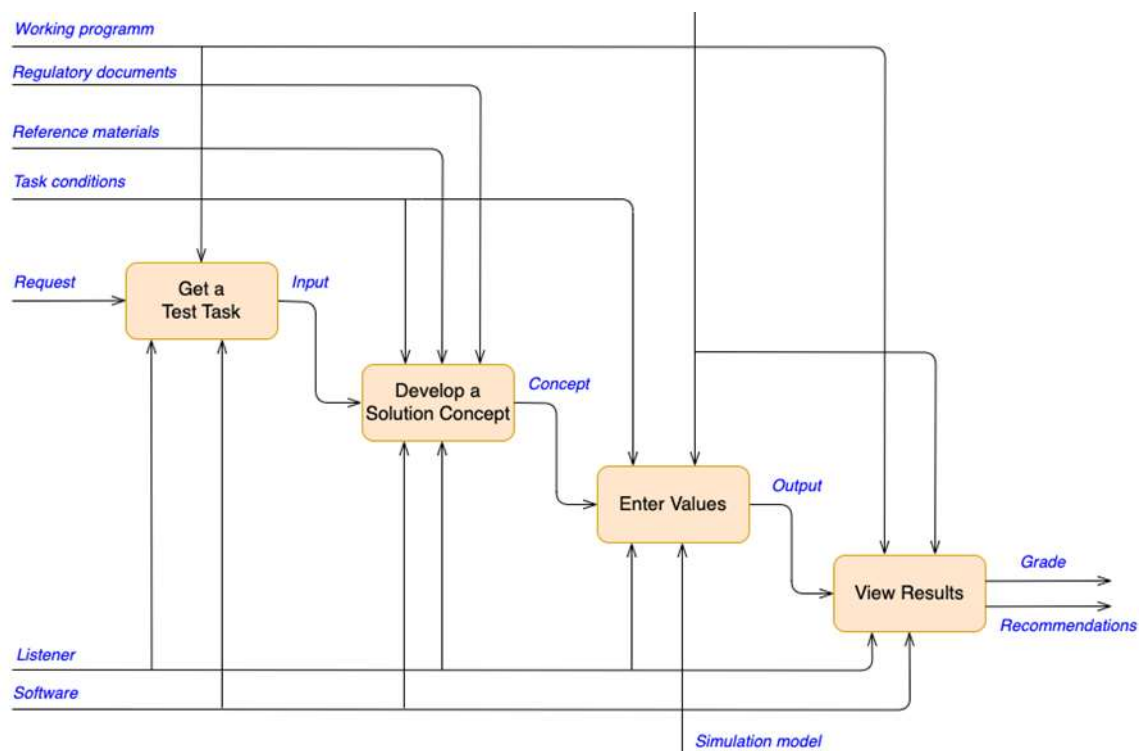 Working programm
Regulatory documents
Reference materials
Task conditions
Request
Get a
Test Task
Input
Develop a
Solution Concept
Concept
Enter Values
Output
View Results
Grade
Recommendations
Listener
Software
Simulation model